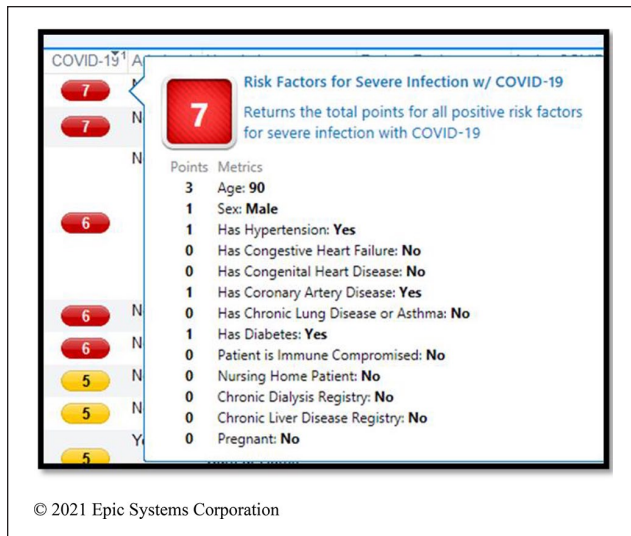 COVID-19 1 A
7
7 N
N
6
6 N
6 N
5 N
5 N
Y
5
7
Risk Factors for Severe Infection w/ COVID-19
Returns the total points for all positive risk factors
for severe infection with COVID-19
Points Metrics
3 Age: 90
1 Sex: Male
1 Has Hypertension: Yes
0 Has Congestive Heart Failure: No
0 Has Congenital Heart Disease: No
1 Has Coronary Artery Disease: Yes
0 Has Chronic Lung Disease or Asthma: No
1 Has Diabetes: Yes
0 Patient is Immune Compromised: No
0 Nursing Home Patient: No
0 Chronic Dialysis Registry: No
0 Chronic Liver Disease Registry: No
0 Pregnant: No
© 2021 Epic Systems Corporation